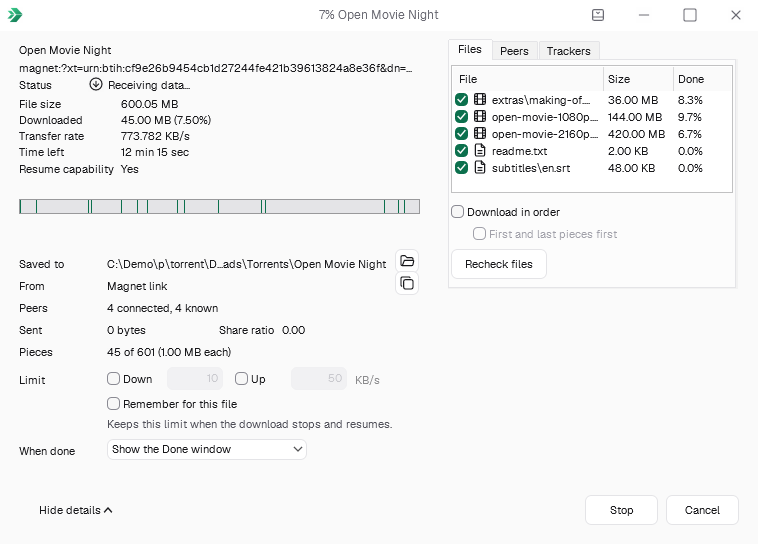 7% Open Movie Night
Open Movie Night
magnet:?xt=urn:btih:cf9e26b9454cb1d27244fe421b39613824a8e36f&dn=...
Status Receiving data...
File size 600.05 MB
Downloaded 45.00 MB (7.50%)
Transfer rate 773.782 KB/s
Time left 12 min 15 sec
Resume capability Yes
Saved to C:\Demo\p\torrent\D...ads\Torrents\Open Movie Night
From Magnet link
Peers 4 connected, 4 known
Sent 0 bytes Share ratio 0.00
Pieces 45 of 601 (1.00 MB each)
Limit Down 10 Up 50 KB/s
Remember for this file
Keeps this limit when the download stops and resumes.
When done Show the Done window
Hide details
Files Peers Trackers
File Size Done
extras\making-of... 36.00 MB 8.3%
open-movie-1080p... 144.00 MB 9.7%
open-movie-2160p... 420.00 MB 6.7%
readme.txt 2.00 KB 0.0%
subtitles\en.srt 48.00 KB 0.0%
Download in order
First and last pieces first
Recheck files
Stop Cancel